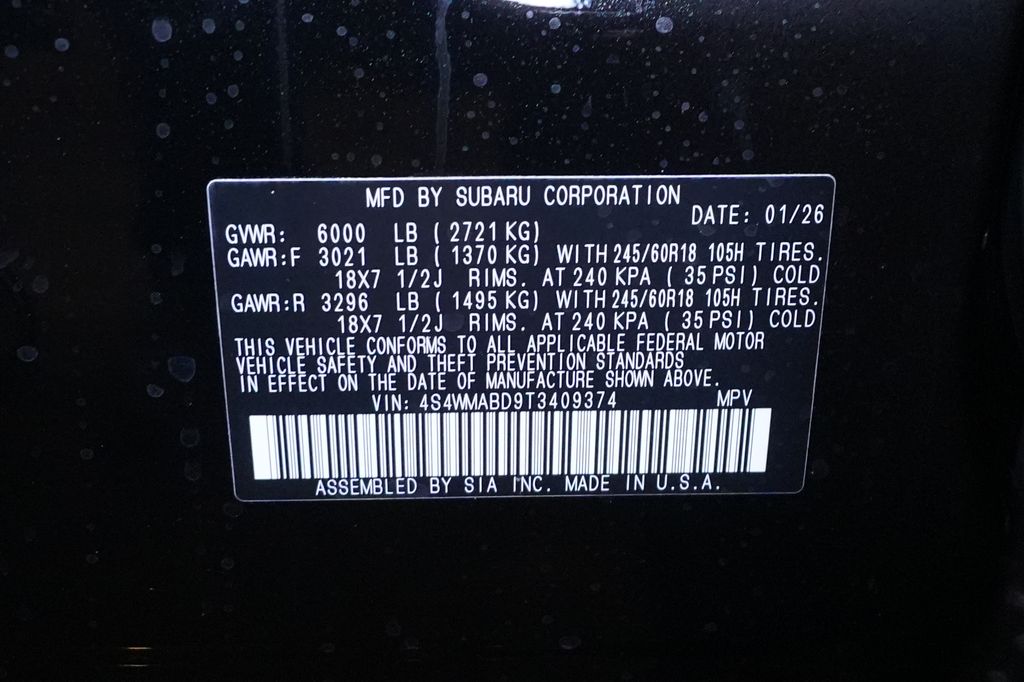 MFD BY SUBARU CORPORATION
DATE: 01/26
GVWR: 6000 LB (2721 KG)
GAWR:F 3021 LB (1370 KG) WITH 245/60R18 105H TIRES.
18X7 1/2J RIMS. AT 240 KPA (35 PSI) COLD
GAWR:R 3296 LB (1495 KG) WITH 245/60R18 105H TIRES.
18X7 1/2J RIMS. AT 240 KPA (35 PSI) COLD
THIS VEHICLE CONFORMS TO ALL APPLICABLE FEDERAL MOTOR
VEHICLE SAFETY AND THEFT PREVENTION STANDARDS
IN EFFECT ON THE DATE OF MANUFACTURE SHOWN ABOVE.
VIN: 4S4WMABD9T3409374 MPV
ASSEMBLED BY SIA INC. MADE IN U.S.A.